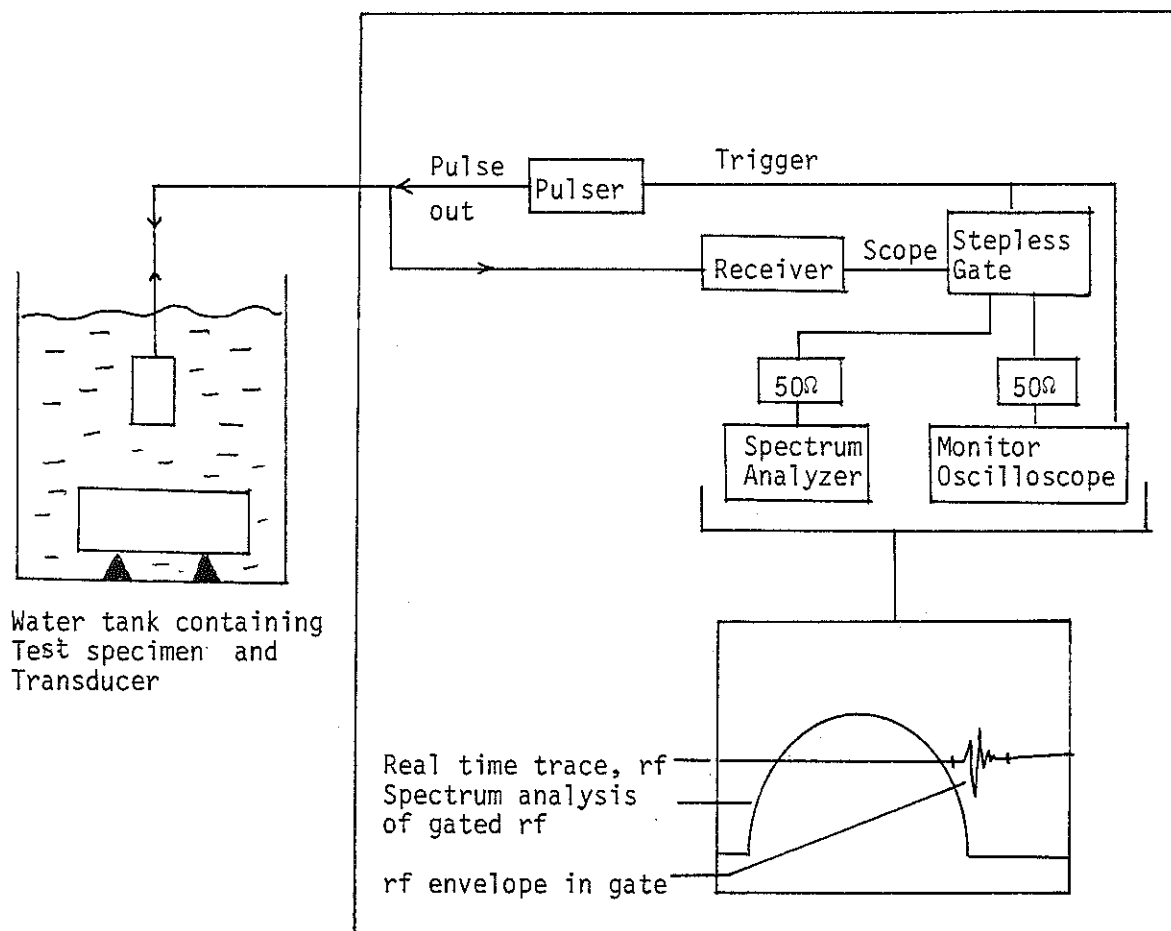 Pulse
out
Pulser
Trigger
Receiver
Scope
Stepless
Gate
50Ω
50Ω
Spectrum
Analyzer
Monitor
Oscilloscope
Water tank containing
Test specimen and
Transducer
Real time trace, rf
Spectrum analysis
of gated rf
rf envelope in gate